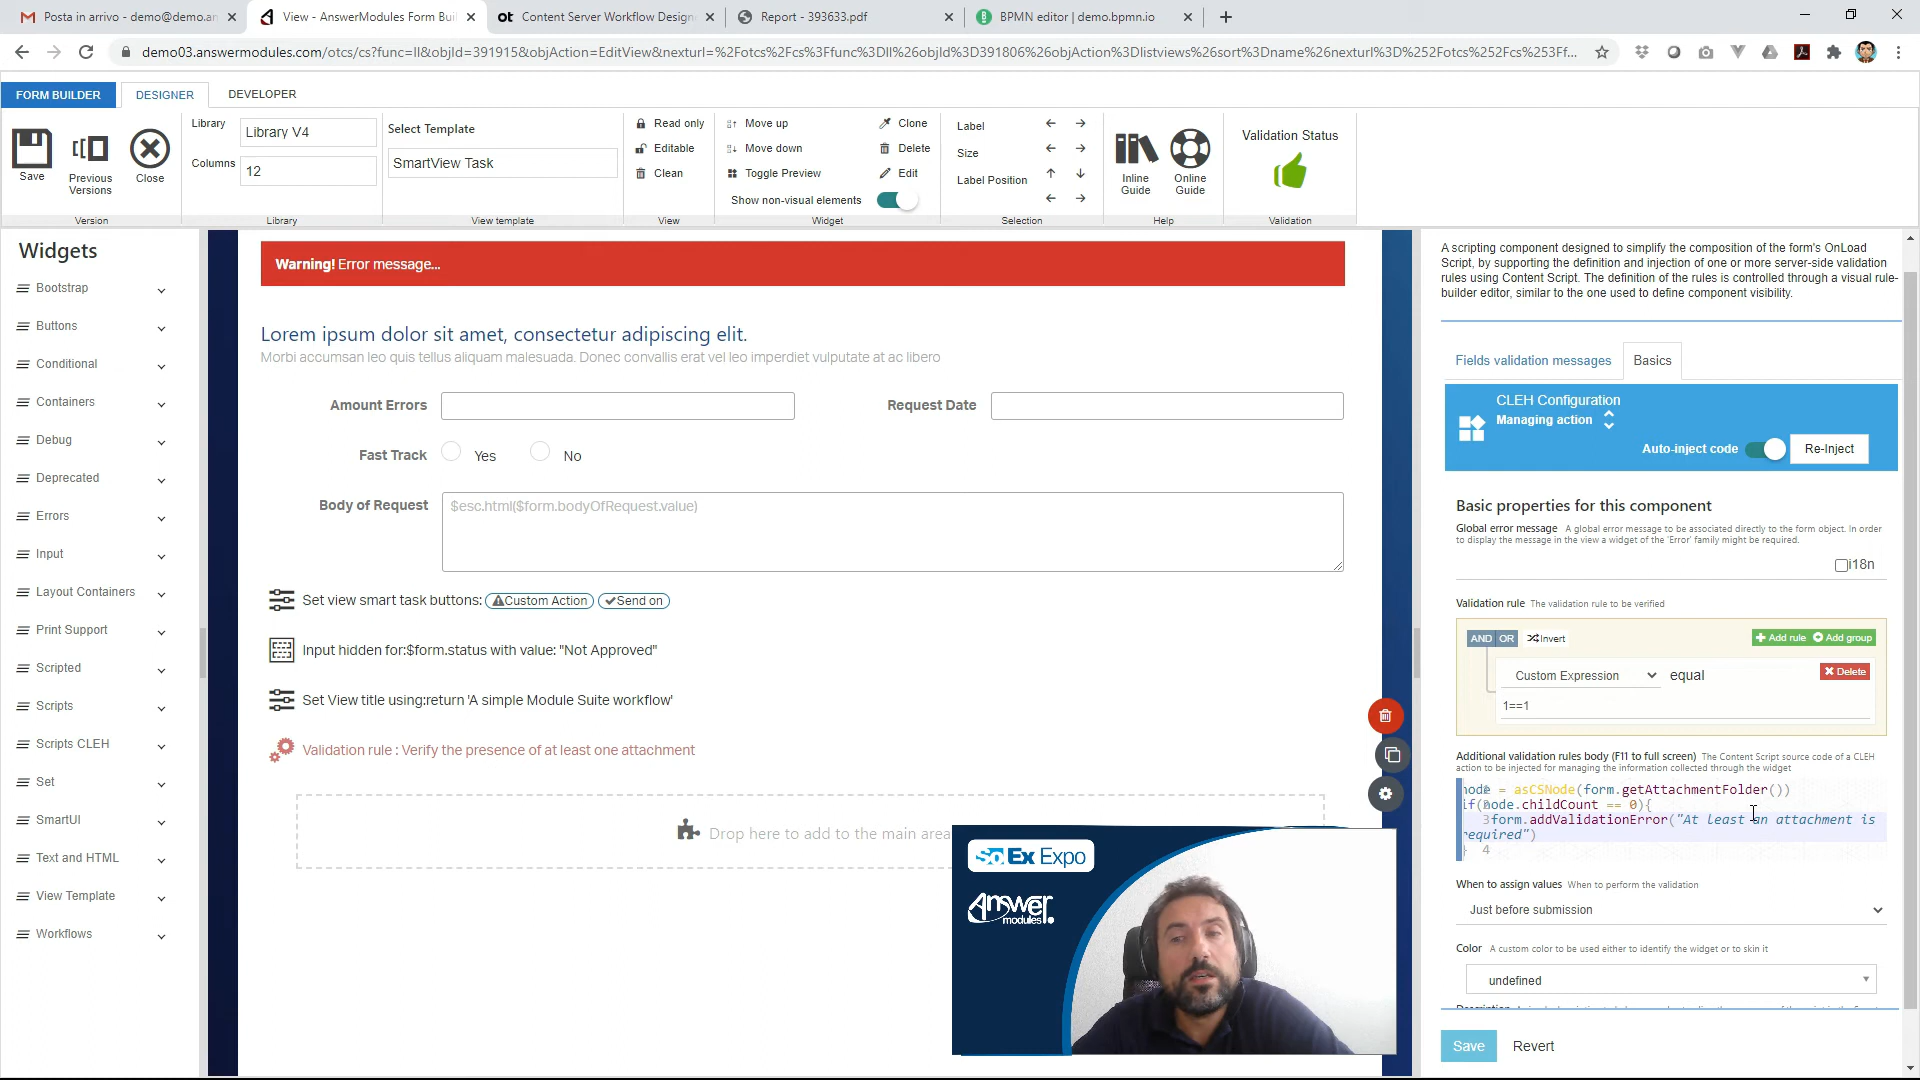 Posta in arrivo - demo@demo.an
View - AnswerModules Form Buil
Content Server Workflow Design
Report - 393633.pdf
BPMN editor | demo.bpmn.io
demo03.answermodules.com/otcs/cs?func=ll&objId=391915&objAction=EditView&nexturl=%2Fotcs%2Fcs%3Ffunc%3Dll%26objId%3D391806%26objAction%3Dlistviews%26sort%3Dname%26nexturl%3D%252Fotcs%252Fcs%253Ff...
FORM BUILDER
DESIGNER
DEVELOPER
Save
Previous Versions
Close
Version
Library
Library V4
Columns
12
Library
Select Template
SmartView Task
View template
Read only
Editable
Clean
View
Move up
Move down
Toggle Preview
Show non-visual elements
Clone
Delete
Edit
Widget
Label
Size
Label Position
Selection
Inline Guide
Online Guide
Help
Validation Status
Validation
Widgets
Bootstrap
Buttons
Conditional
Containers
Debug
Deprecated
Errors
Input
Layout Containers
Print Support
Scripted
Scripts
Scripts CLEH
Set
SmartUI
Text and HTML
View Template
Workflows
Warning! Error message...
Lorem ipsum dolor sit amet, consectetur adipiscing elit.
Morbi accumsan leo quis tellus aliquam malesuada. Donec convallis erat vel leo imperdiet vulputate at ac libero
Amount Errors
Request Date
Fast Track
Yes
No
Body of Request
$esc.html($form.bodyOfRequest.value)
Set view smart task buttons: Custom Action Send on
Input hidden for:$form.status with value: "Not Approved"
Set View title using:return 'A simple Module Suite workflow'
Validation rule : Verify the presence of at least one attachment
Drop here to add to the main area
SoEx Expo
Answer
modules
A scripting component designed to simplify the composition of the form's OnLoad
Script, by supporting the definition and injection of one or more server-side validation
rules using Content Script. The definition of the rules is controlled through a visual rule-
builder editor, similar to the one used to define component visibility.
Fields validation messages
Basics
CLEH Configuration
Managing action
Auto-inject code
Re-Inject
Basic properties for this component
Global error message A global error message to be associated directly to the form object. In order
to display the message in the view a widget of the 'Error' family might be required.
i18n
Validation rule The validation rule to be verified
AND OR Invert
Add rule Add group
Custom Expression
equal
Delete
1==1
Additional validation rules body (F11 to full screen) The Content Script source code of a CLEH
action to be injected for managing the information collected through the widget
node = asCSNode(form.getAttachmentFolder())
if(node.childCount == 0){
3form.addValidationError("At least an attachment is
required")
} 4
When to assign values When to perform the validation
Just before submission
Color A custom color to be used either to identify the widget or to skin it
undefined
Save
Revert